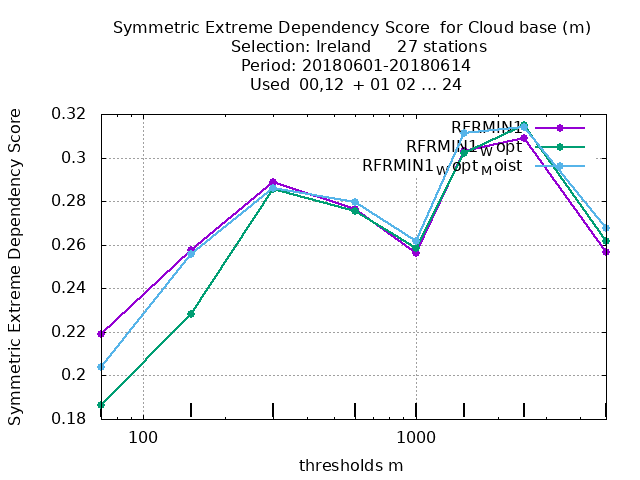 Symmetric Extreme Dependency Score for Cloud base (m)
Selection: Ireland 27 stations
Period: 20180601-20180614
Used 00,12 + 01 02 ... 24
Symmetric Extreme Dependency Score
0.32
0.3
0.28
0.26
0.24
0.22
0.2
0.18
RFRMIN1
RFRMIN1_Wopt
RFRMIN1_Wopt_Moist
100
1000
thresholds m